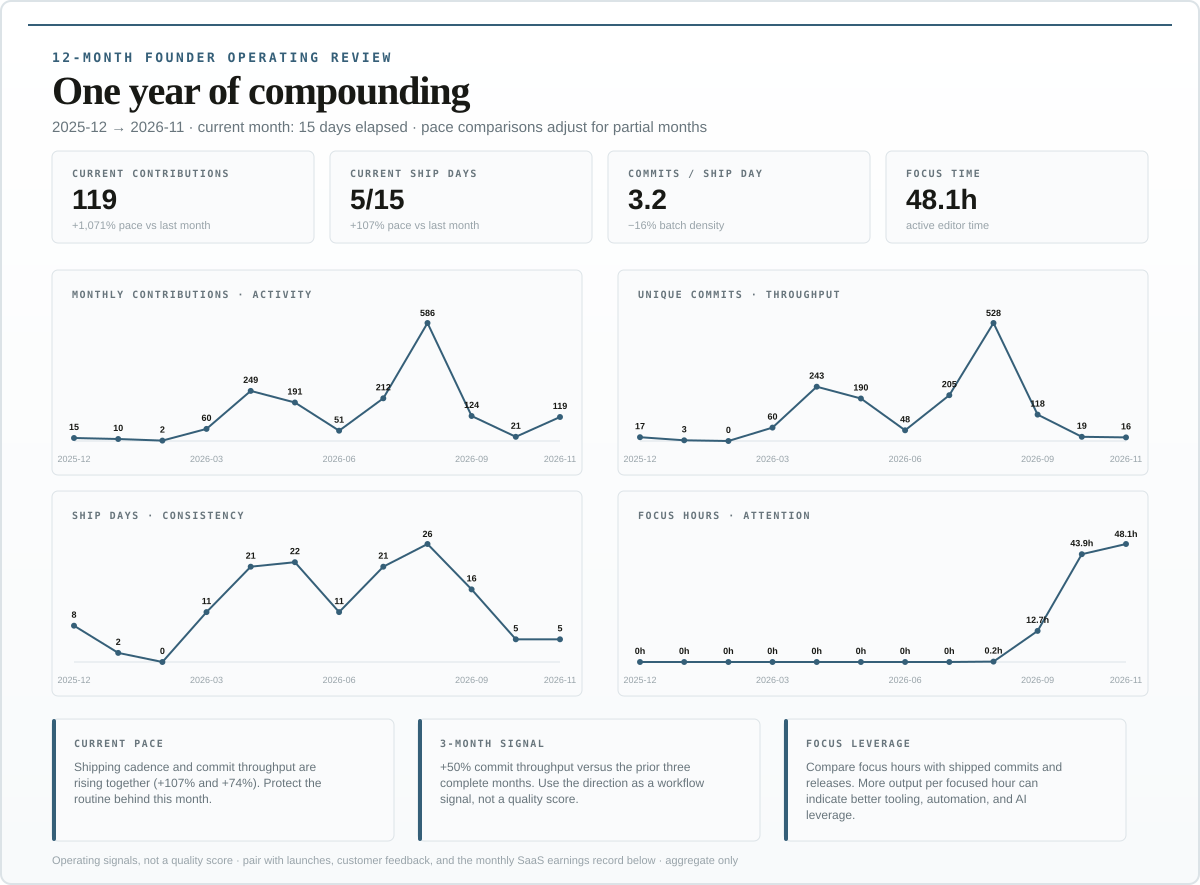 12-MONTH FOUNDER OPERATING REVIEW
One year of compounding
2025-12 → 2026-11 · current month: 15 days elapsed · pace comparisons adjust for partial months
CURRENT CONTRIBUTIONS
119
+1,071% pace vs last month
CURRENT SHIP DAYS
5/15
+107% pace vs last month
COMMITS / SHIP DAY
3.2
−16% batch density
FOCUS TIME
48.1h
active editor time
MONTHLY CONTRIBUTIONS · ACTIVITY
15 10 2 60 249 191 51 212 586 124 21 119
2025-12 2026-03 2026-06 2026-09 2026-11
UNIQUE COMMITS · THROUGHPUT
17 3 0 60 243 190 48 205 528 118 19 16
2025-12 2026-03 2026-06 2026-09 2026-11
SHIP DAYS · CONSISTENCY
8 2 0 11 21 22 11 21 26 16 5 5
2025-12 2026-03 2026-06 2026-09 2026-11
FOCUS HOURS · ATTENTION
0h 0h 0h 0h 0h 0h 0h 0h 0.2h 12.7h 43.9h 48.1h
2025-12 2026-03 2026-06 2026-09 2026-11
CURRENT PACE
Shipping cadence and commit throughput are
rising together (+107% and +74%). Protect the
routine behind this month.
3-MONTH SIGNAL
+50% commit throughput versus the prior three
complete months. Use the direction as a workflow
signal, not a quality score.
FOCUS LEVERAGE
Compare focus hours with shipped commits and
releases. More output per focused hour can
indicate better tooling, automation, and AI
leverage.
Operating signals, not a quality score · pair with launches, customer feedback, and the monthly SaaS earnings record below · aggregate only